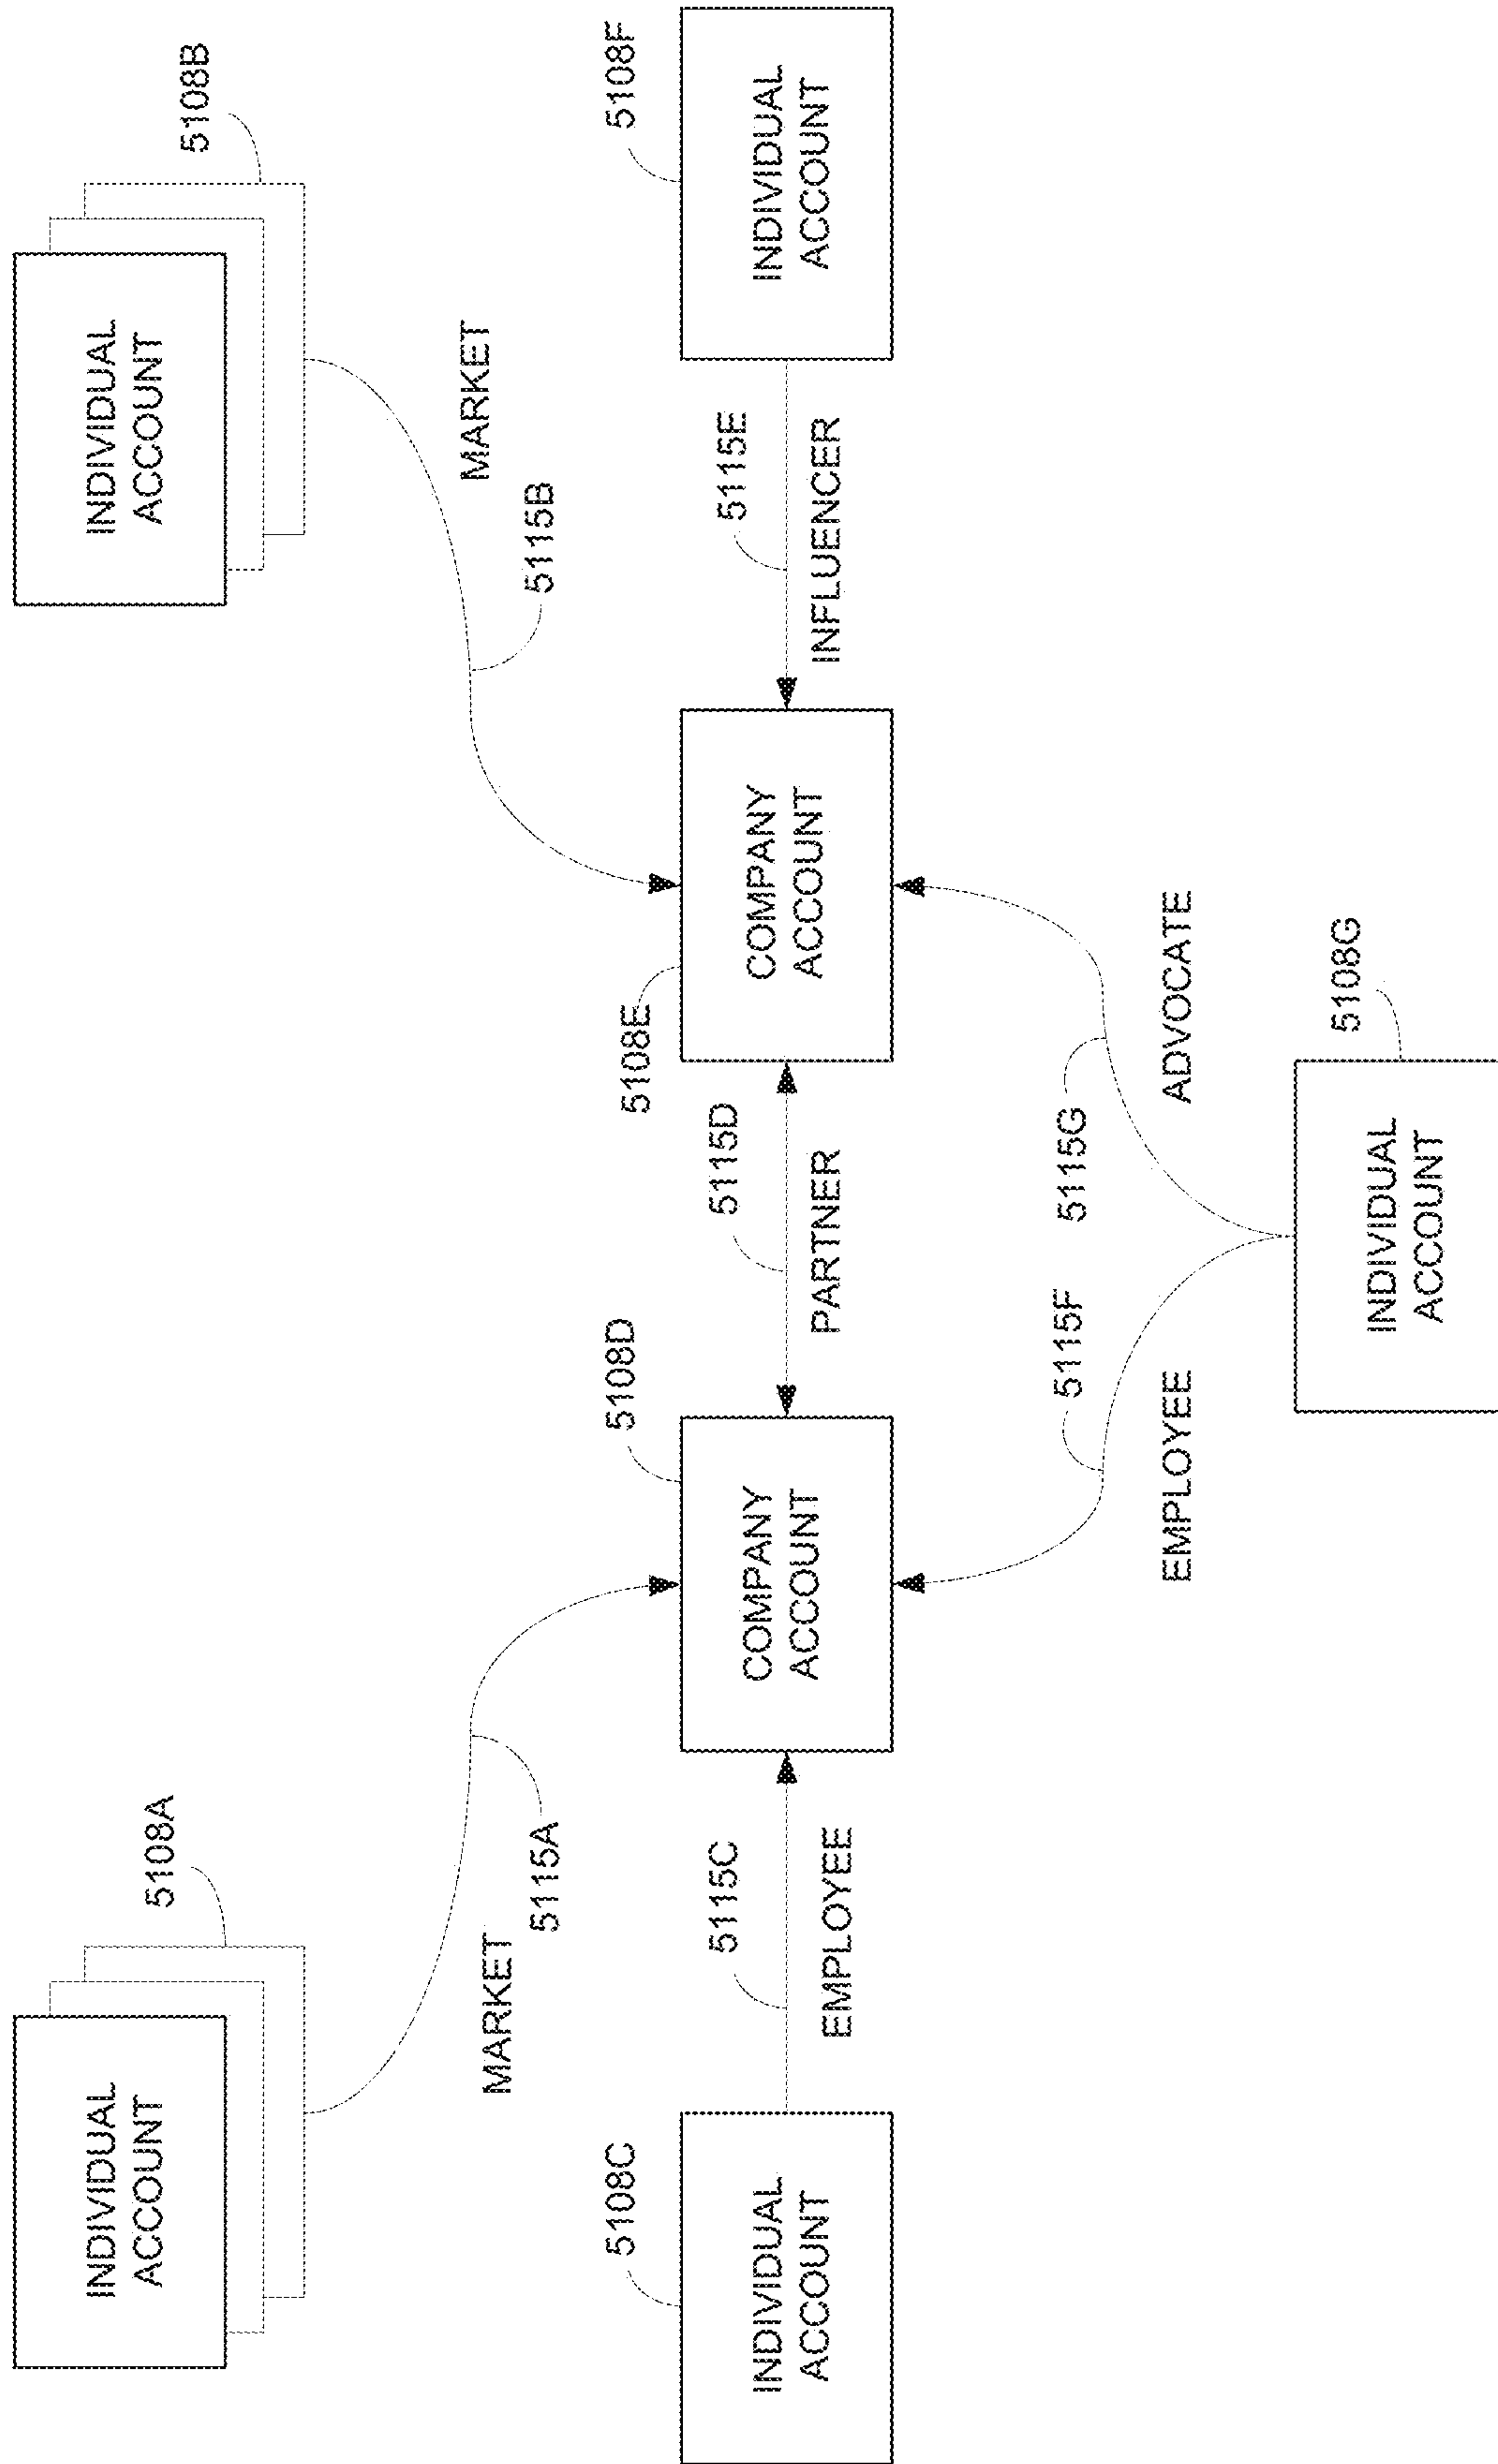 5108A
INDIVIDUAL
ACCOUNT
5108B
INDIVIDUAL
ACCOUNT
MARKET
5115A
MARKET
5115B
5108C
INDIVIDUAL
ACCOUNT
5115C
EMPLOYEE
5108D
COMPANY
ACCOUNT
5115D
PARTNER
5108E
COMPANY
ACCOUNT
5115E
INFLUENCER
5108F
INDIVIDUAL
ACCOUNT
5115F
EMPLOYEE
5115G
ADVOCATE
5108G
INDIVIDUAL
ACCOUNT